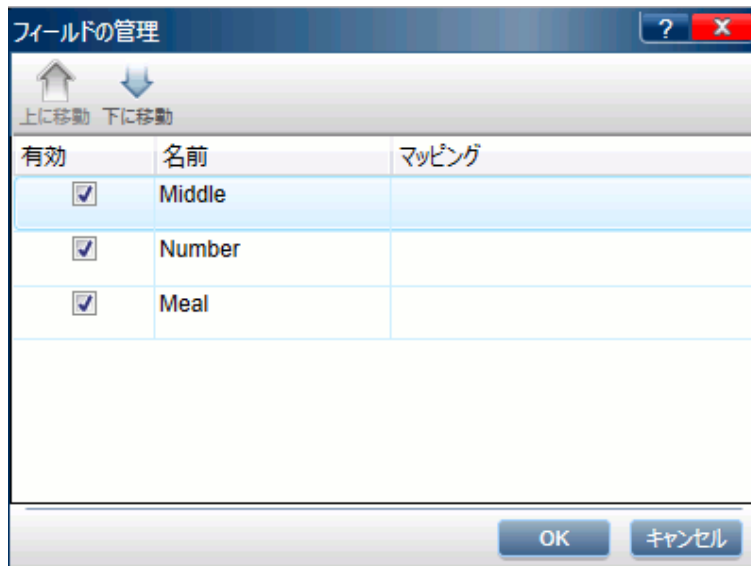 フィールドの管理 ? X
上に移動 下に移動
有効 名前 マッピング
Middle
Number
Meal
OK キャンセル